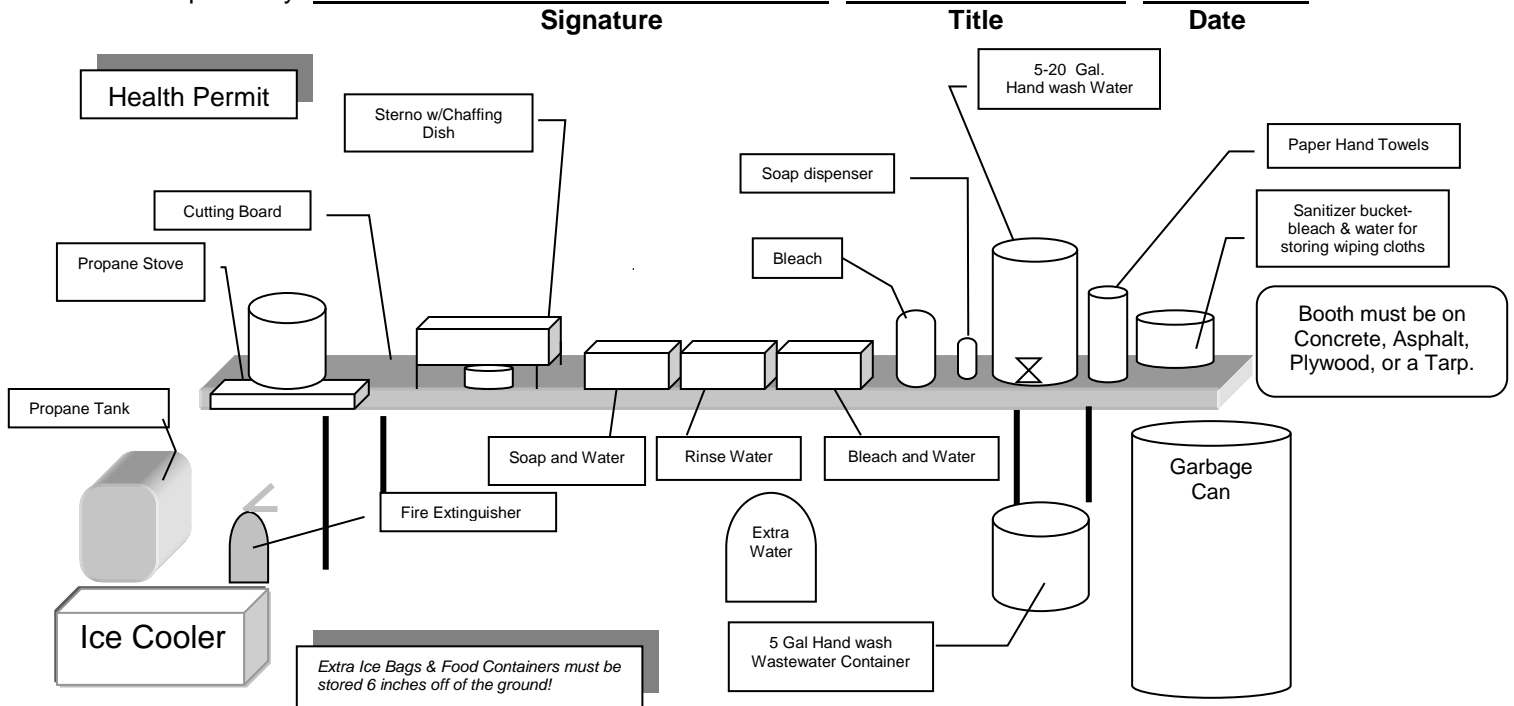 Signature Title Date
Health Permit
5-20 Gal.
Hand wash Water
Sterno w/Chaffing
Dish
Paper Hand Towels
Soap dispenser
Cutting Board
Sanitizer bucket-
bleach & water for
storing wiping cloths
Propane Stove
Bleach
Booth must be on
Concrete, Asphalt,
Plywood, or a Tarp.
Propane Tank
Soap and Water
Rinse Water
Bleach and Water
Garbage
Can
Fire Extinguisher
Extra
Water
Ice Cooler
5 Gal Hand wash
Wastewater Container
Extra Ice Bags & Food Containers must be
stored 6 inches off of the ground!